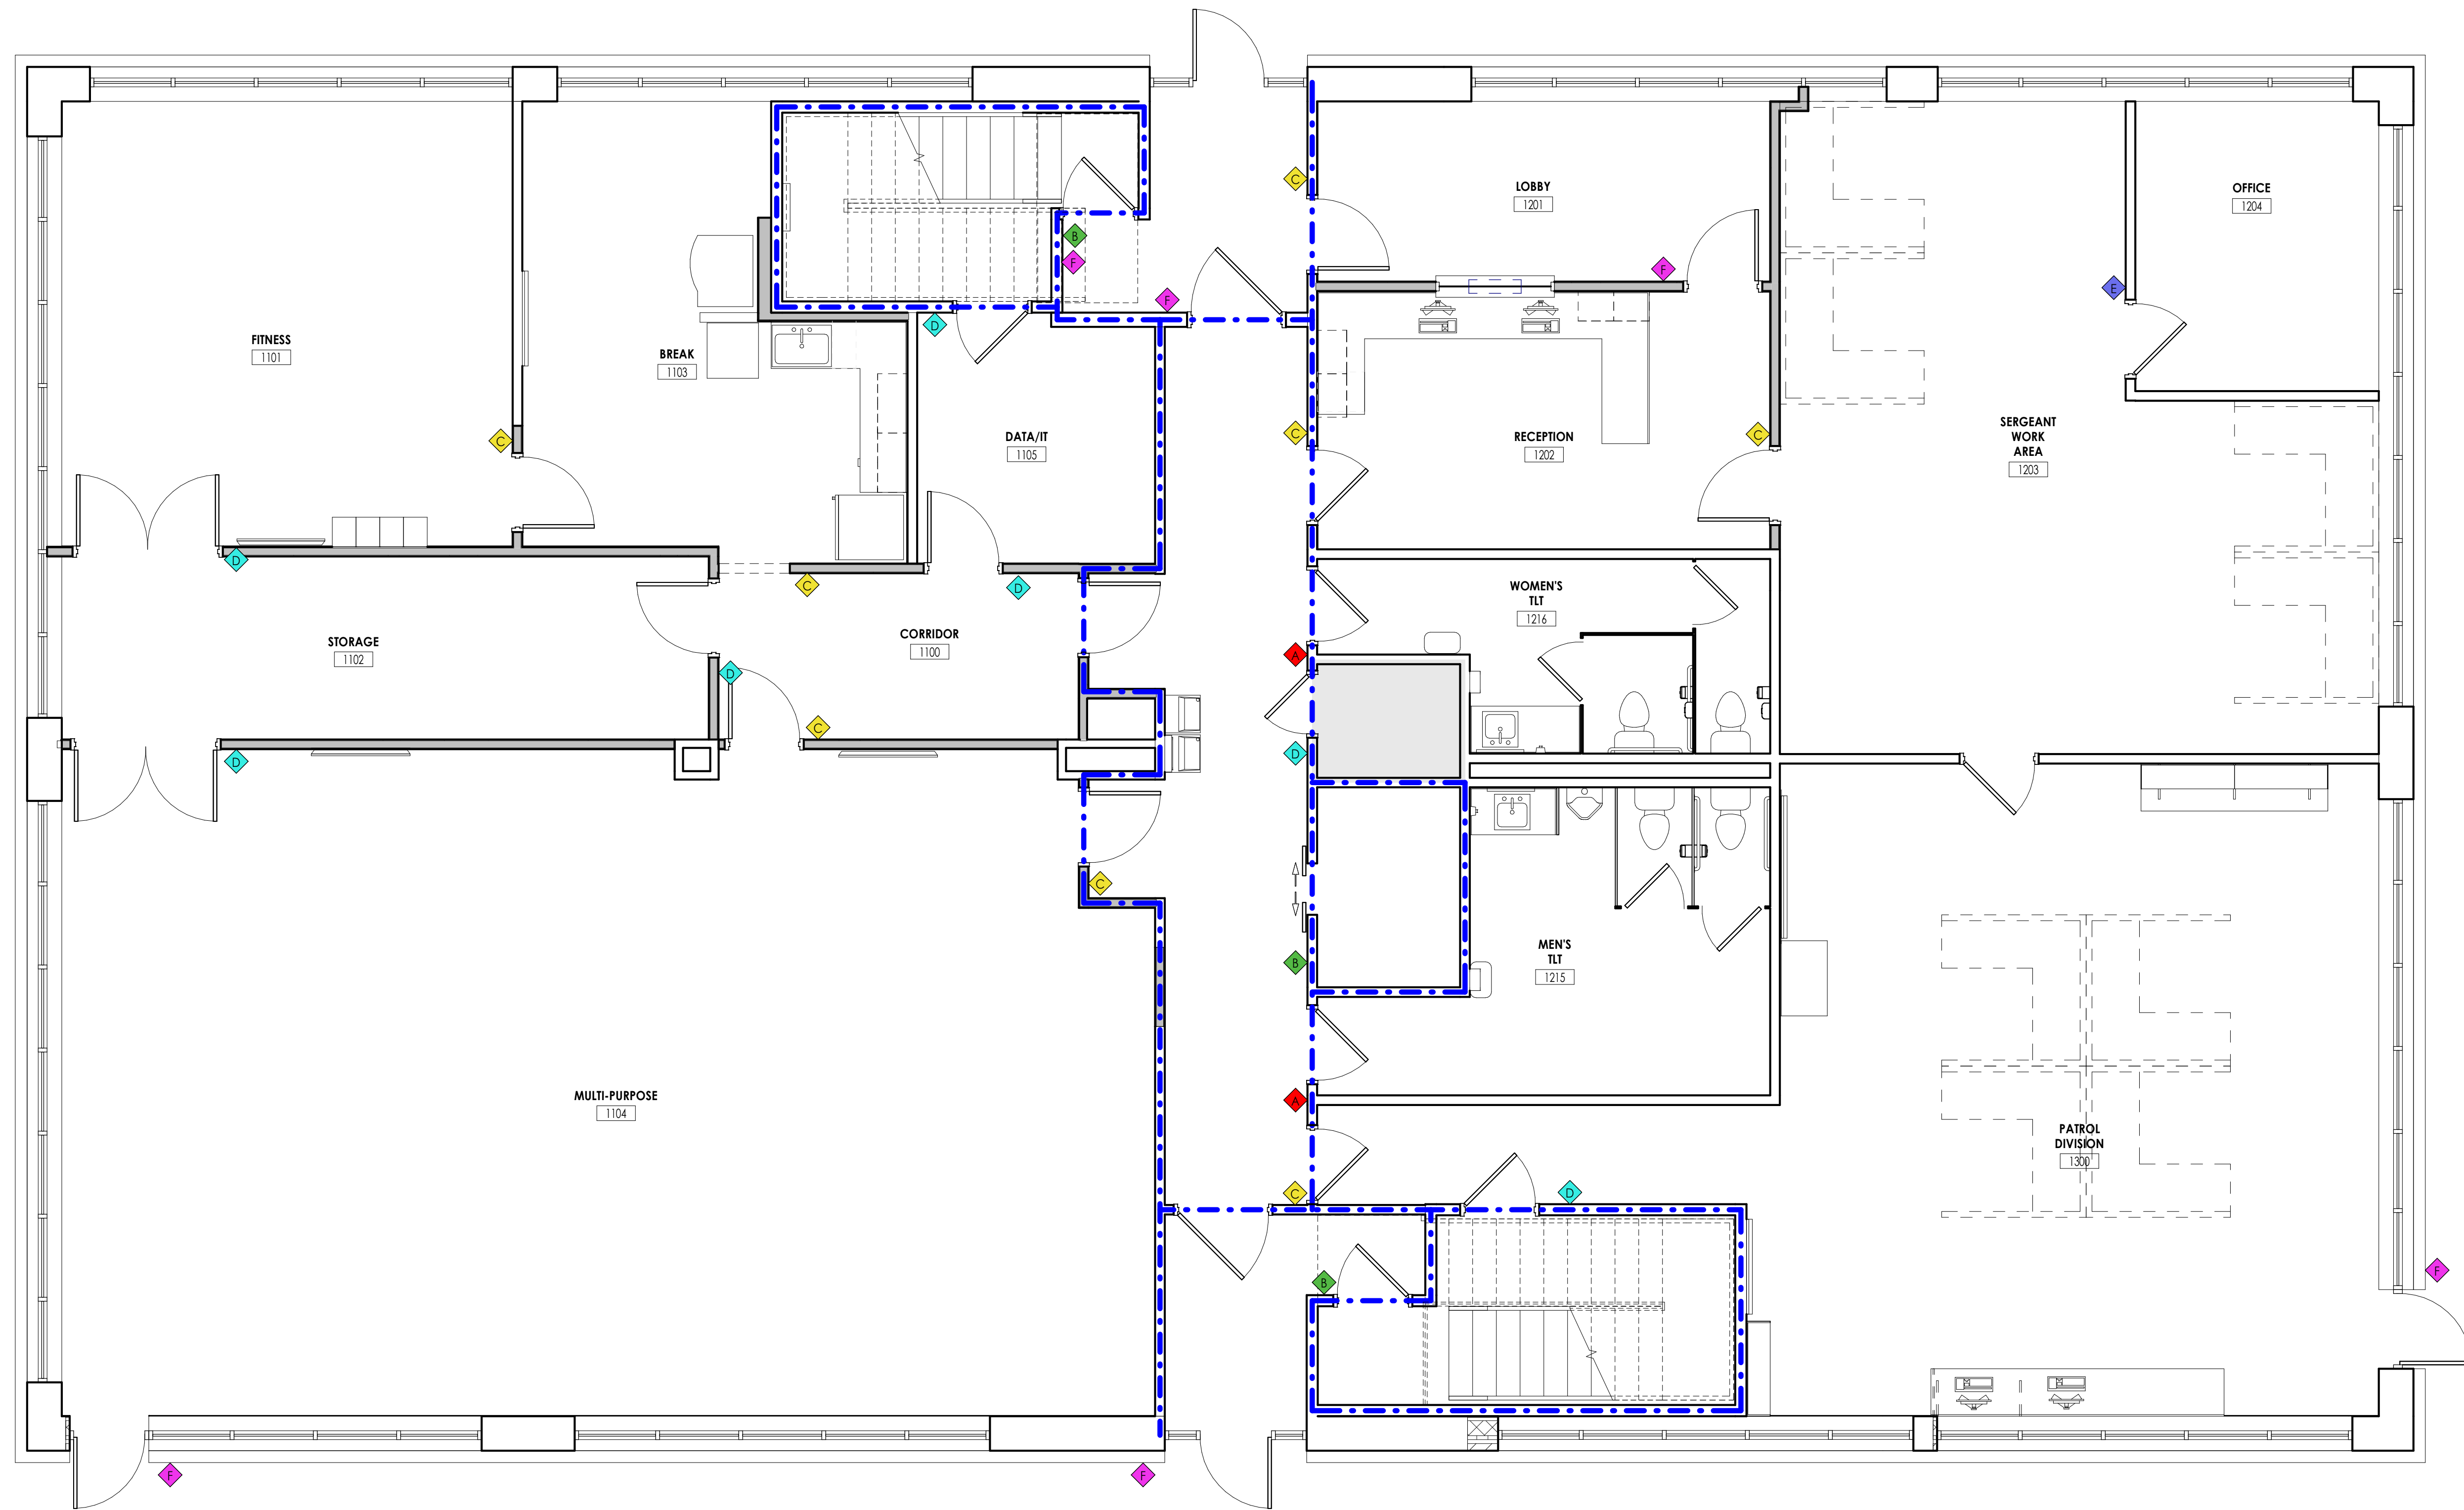 C
LOBBY
1201
OFFICE
1204
B
F
F
F
E
D
FITNESS
1101
BREAK
1103
C
DATA/IT
1105
C
RECEPTION
1202
C
SERGEANT
WORK
AREA
1203
D
C
D
WOMEN'S
TLT
1216
STORAGE
1102
CORRIDOR
1100
A
D
C
D
D
C
B
MEN'S
TLT
1215
MULTI-PURPOSE
1104
A
PATROL
DIVISION
1300
C
D
B
F
F
F